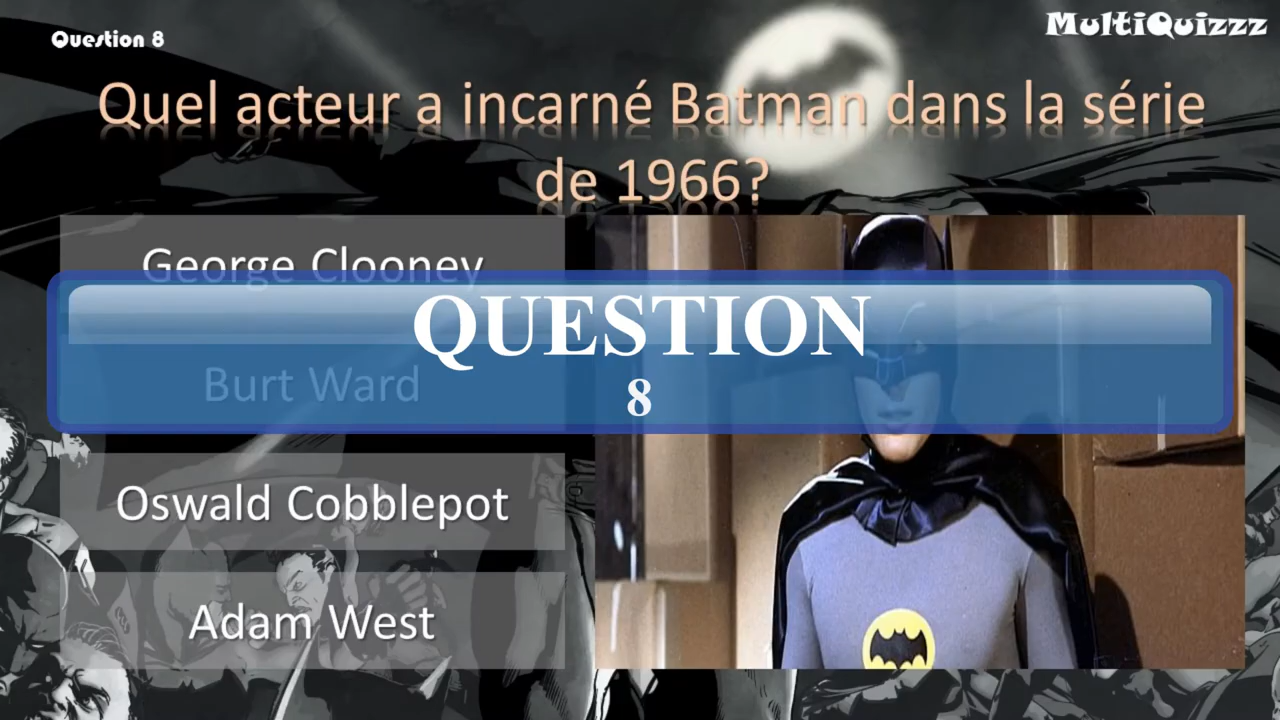 Question 8
MultiQuizzz
Quel acteur a incarné Batman dans la série
de 1966?
George Clooney
QUESTION
Burt Ward
8
Oswald Cobblepot
Adam West